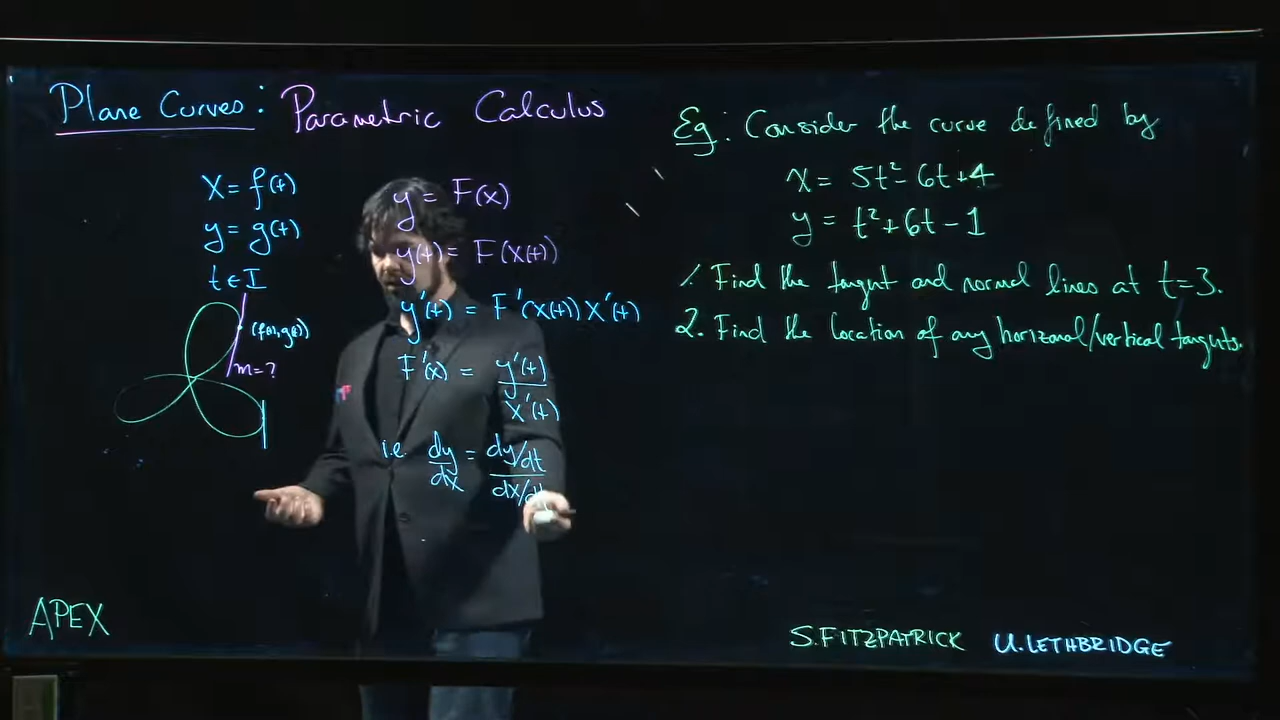 Plane Curves: Parametric Calculus
x = f(t)
y = g(t)
t ∈ I
(f(t), g(t))
m = ?
y = F(x)
y(t) = F(x(t))
y'(t) = F'(x(t)) x'(t)
F'(x) = y'(t)/x'(t)
i.e. dy/dx = dy/dt / dx/dt
Eg: Consider the curve defined by
x = 5t² - 6t + 4
y = t² + 6t - 1
1. Find the tangent and normal lines at t=3.
2. Find the location of any horizonal/vertical tangents.
APEX
S. FITZPATRICK U. LETHBRIDGE